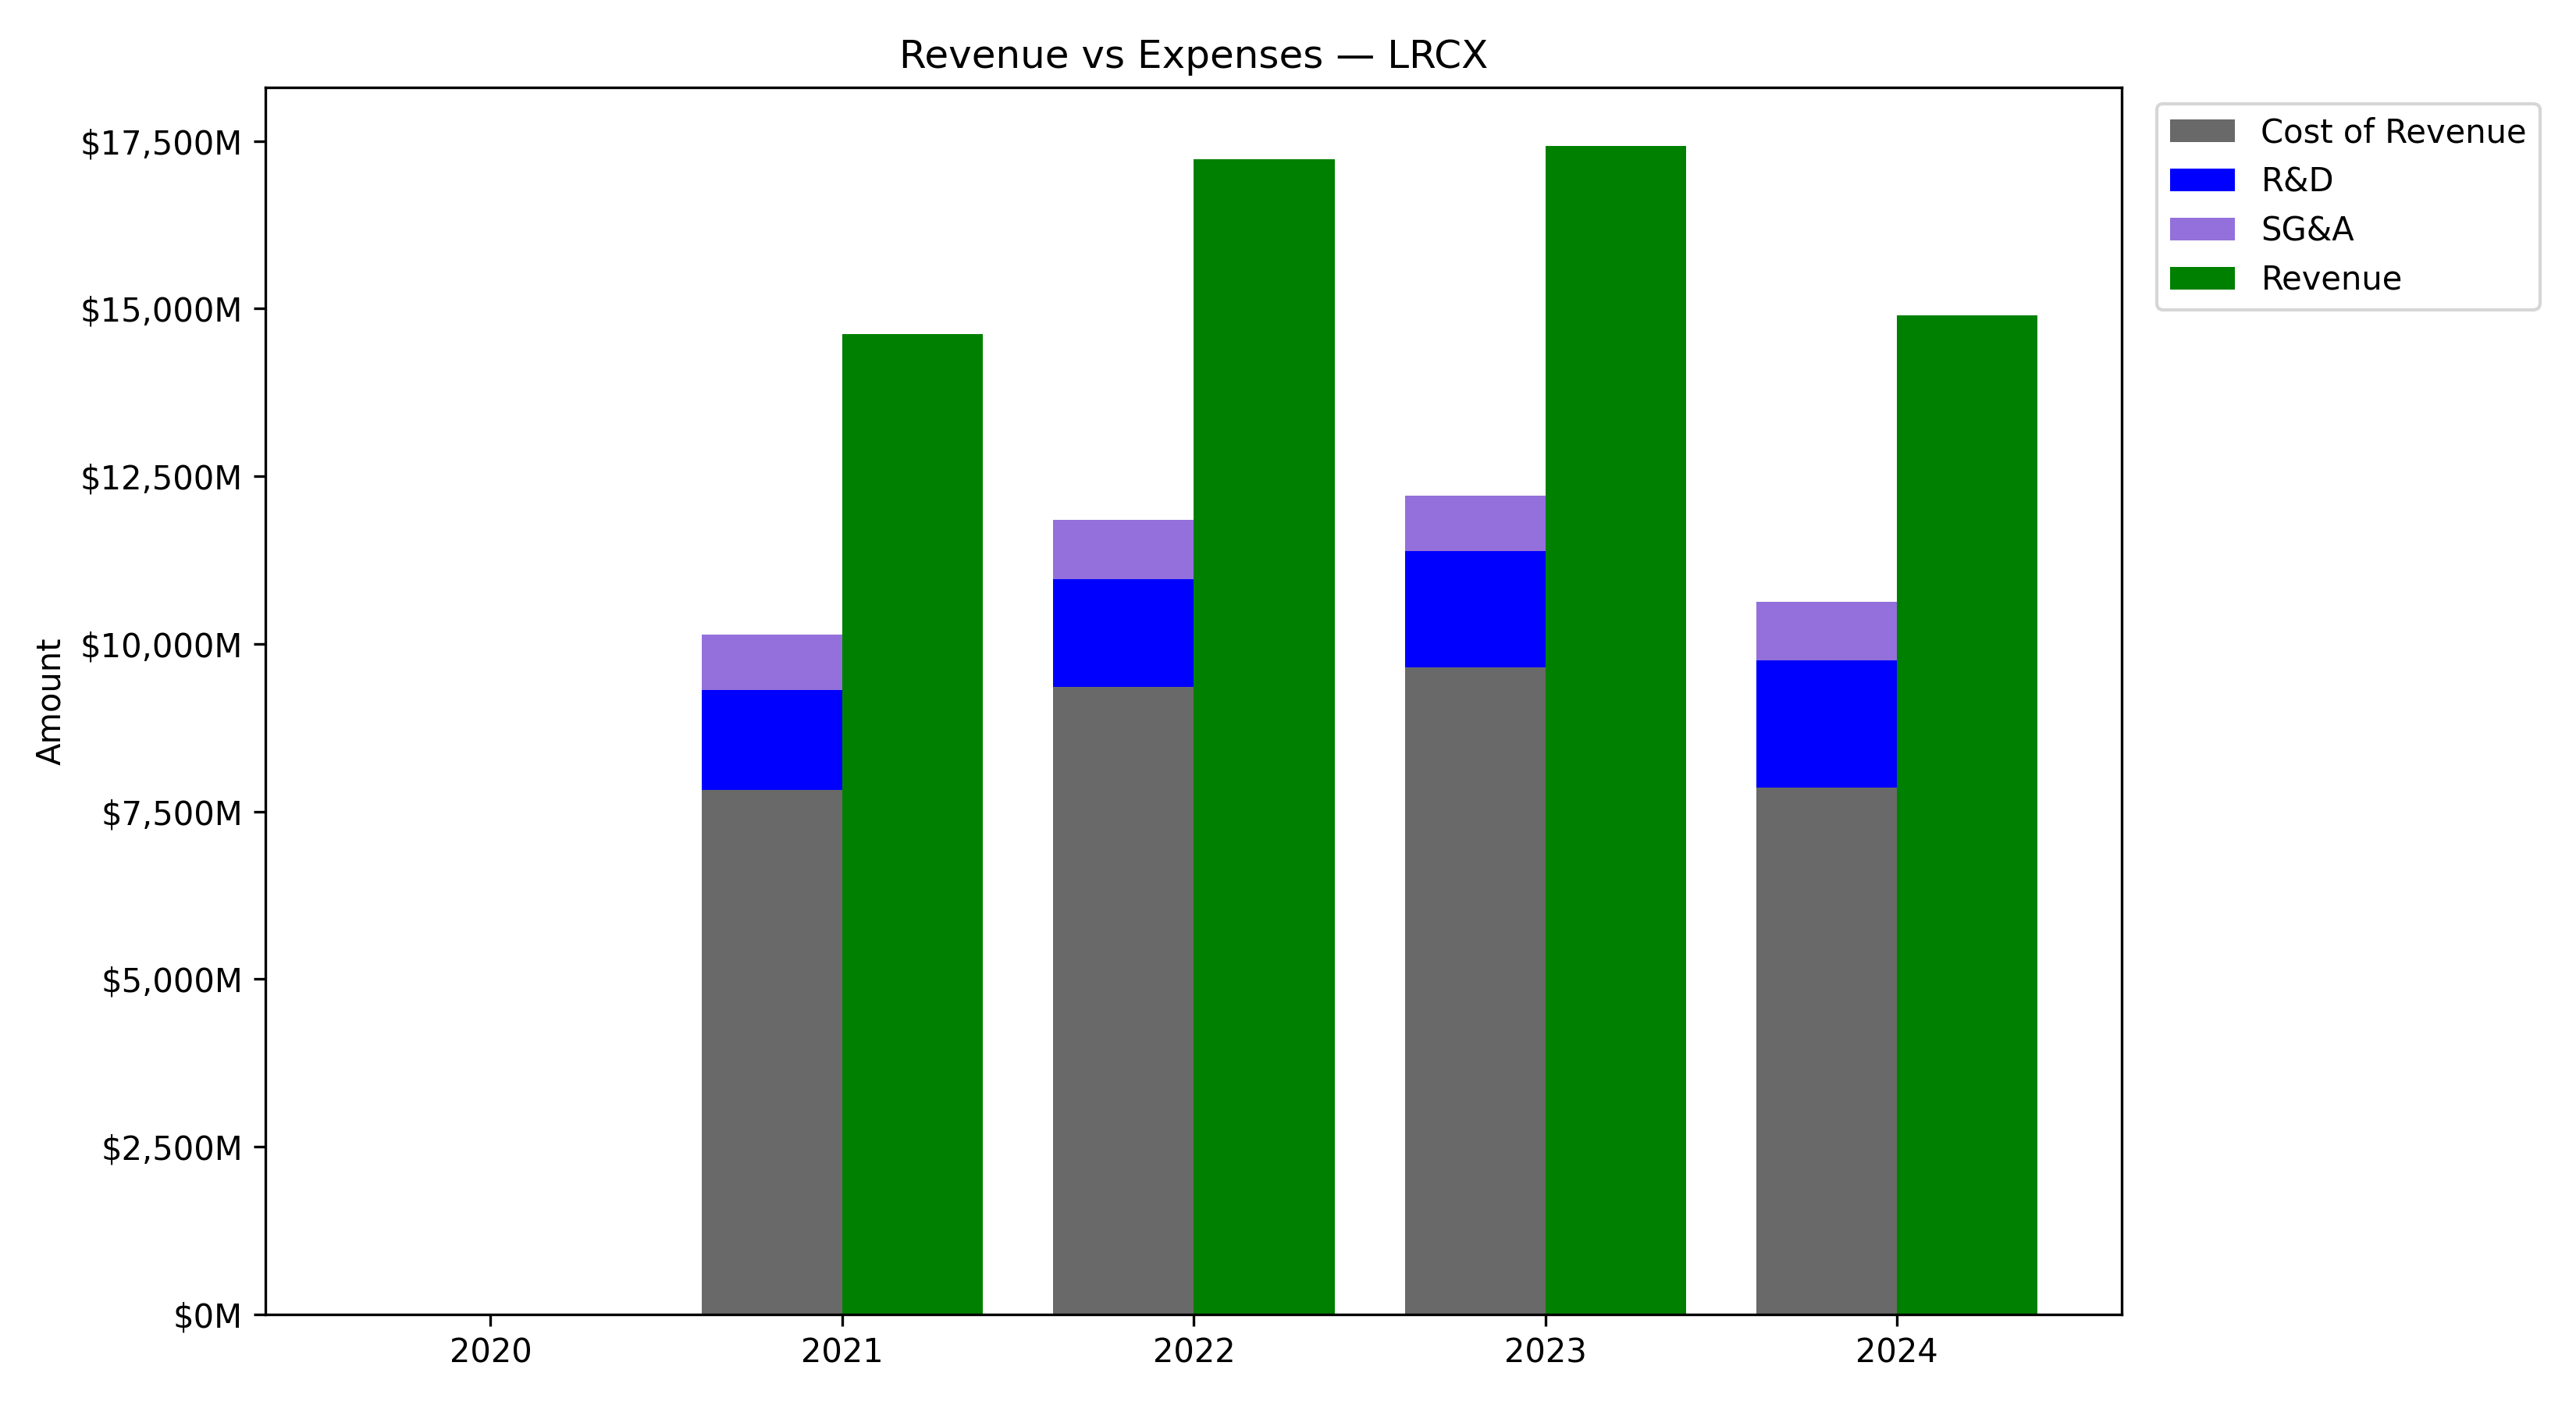 Revenue vs Expenses — LRCX
Amount
$17,500M
$15,000M
$12,500M
$10,000M
$7,500M
$5,000M
$2,500M
$0M
2020
2021
2022
2023
2024
Cost of Revenue
R&D
SG&A
Revenue